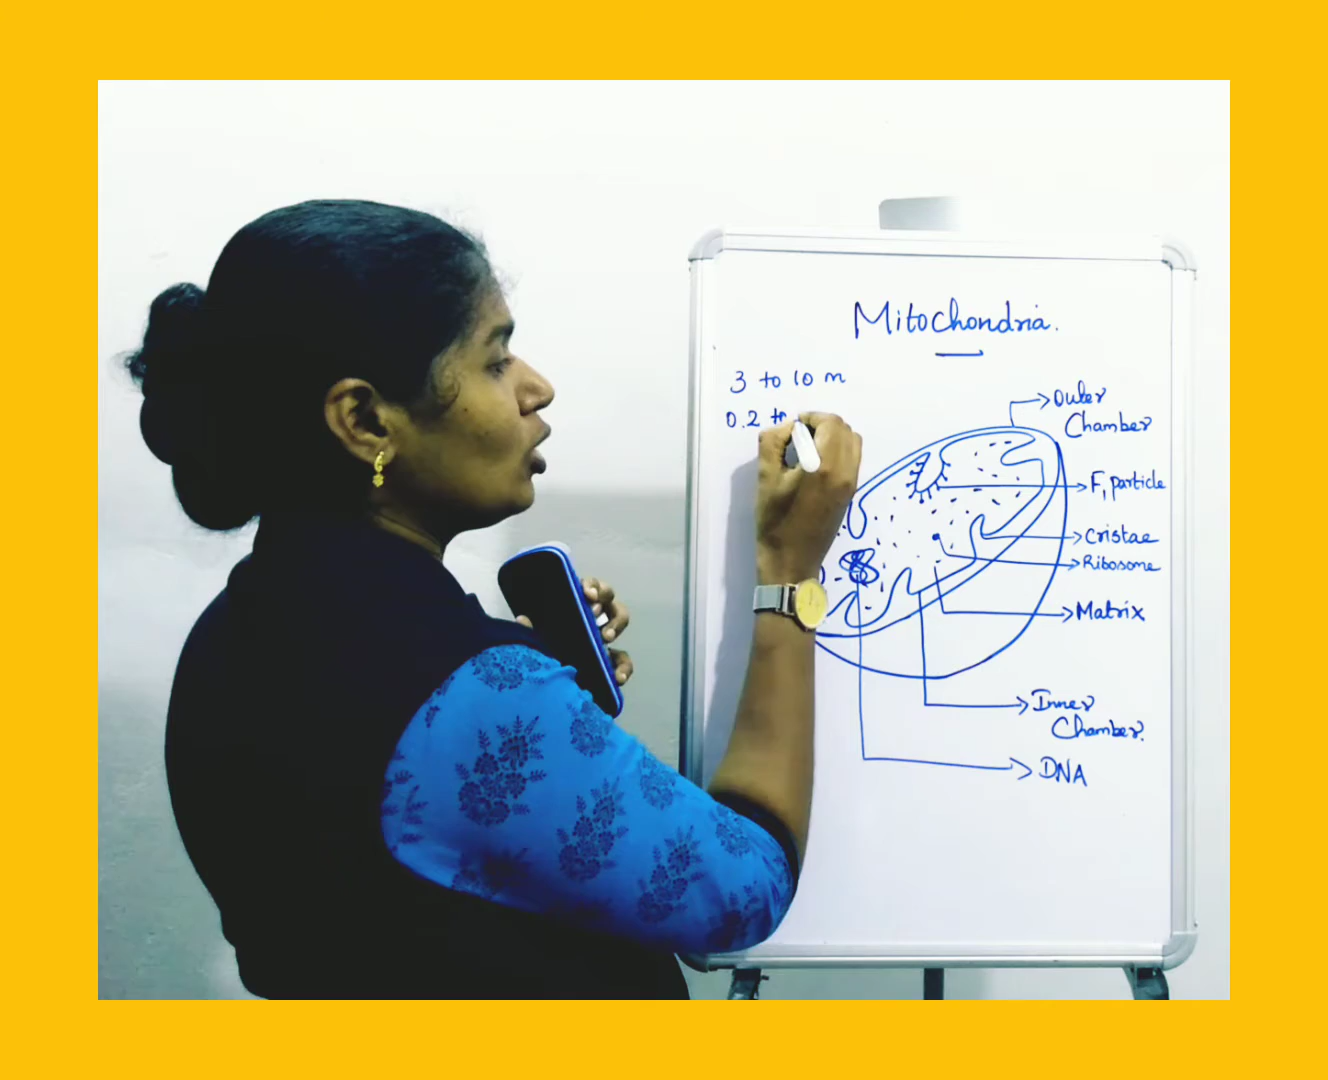 Mitochondria.
3 to 10 m
0.2 to
Outer
Chamber
F1 particle
Cristae
Ribosome
Matrix
Inner
Chamber.
DNA